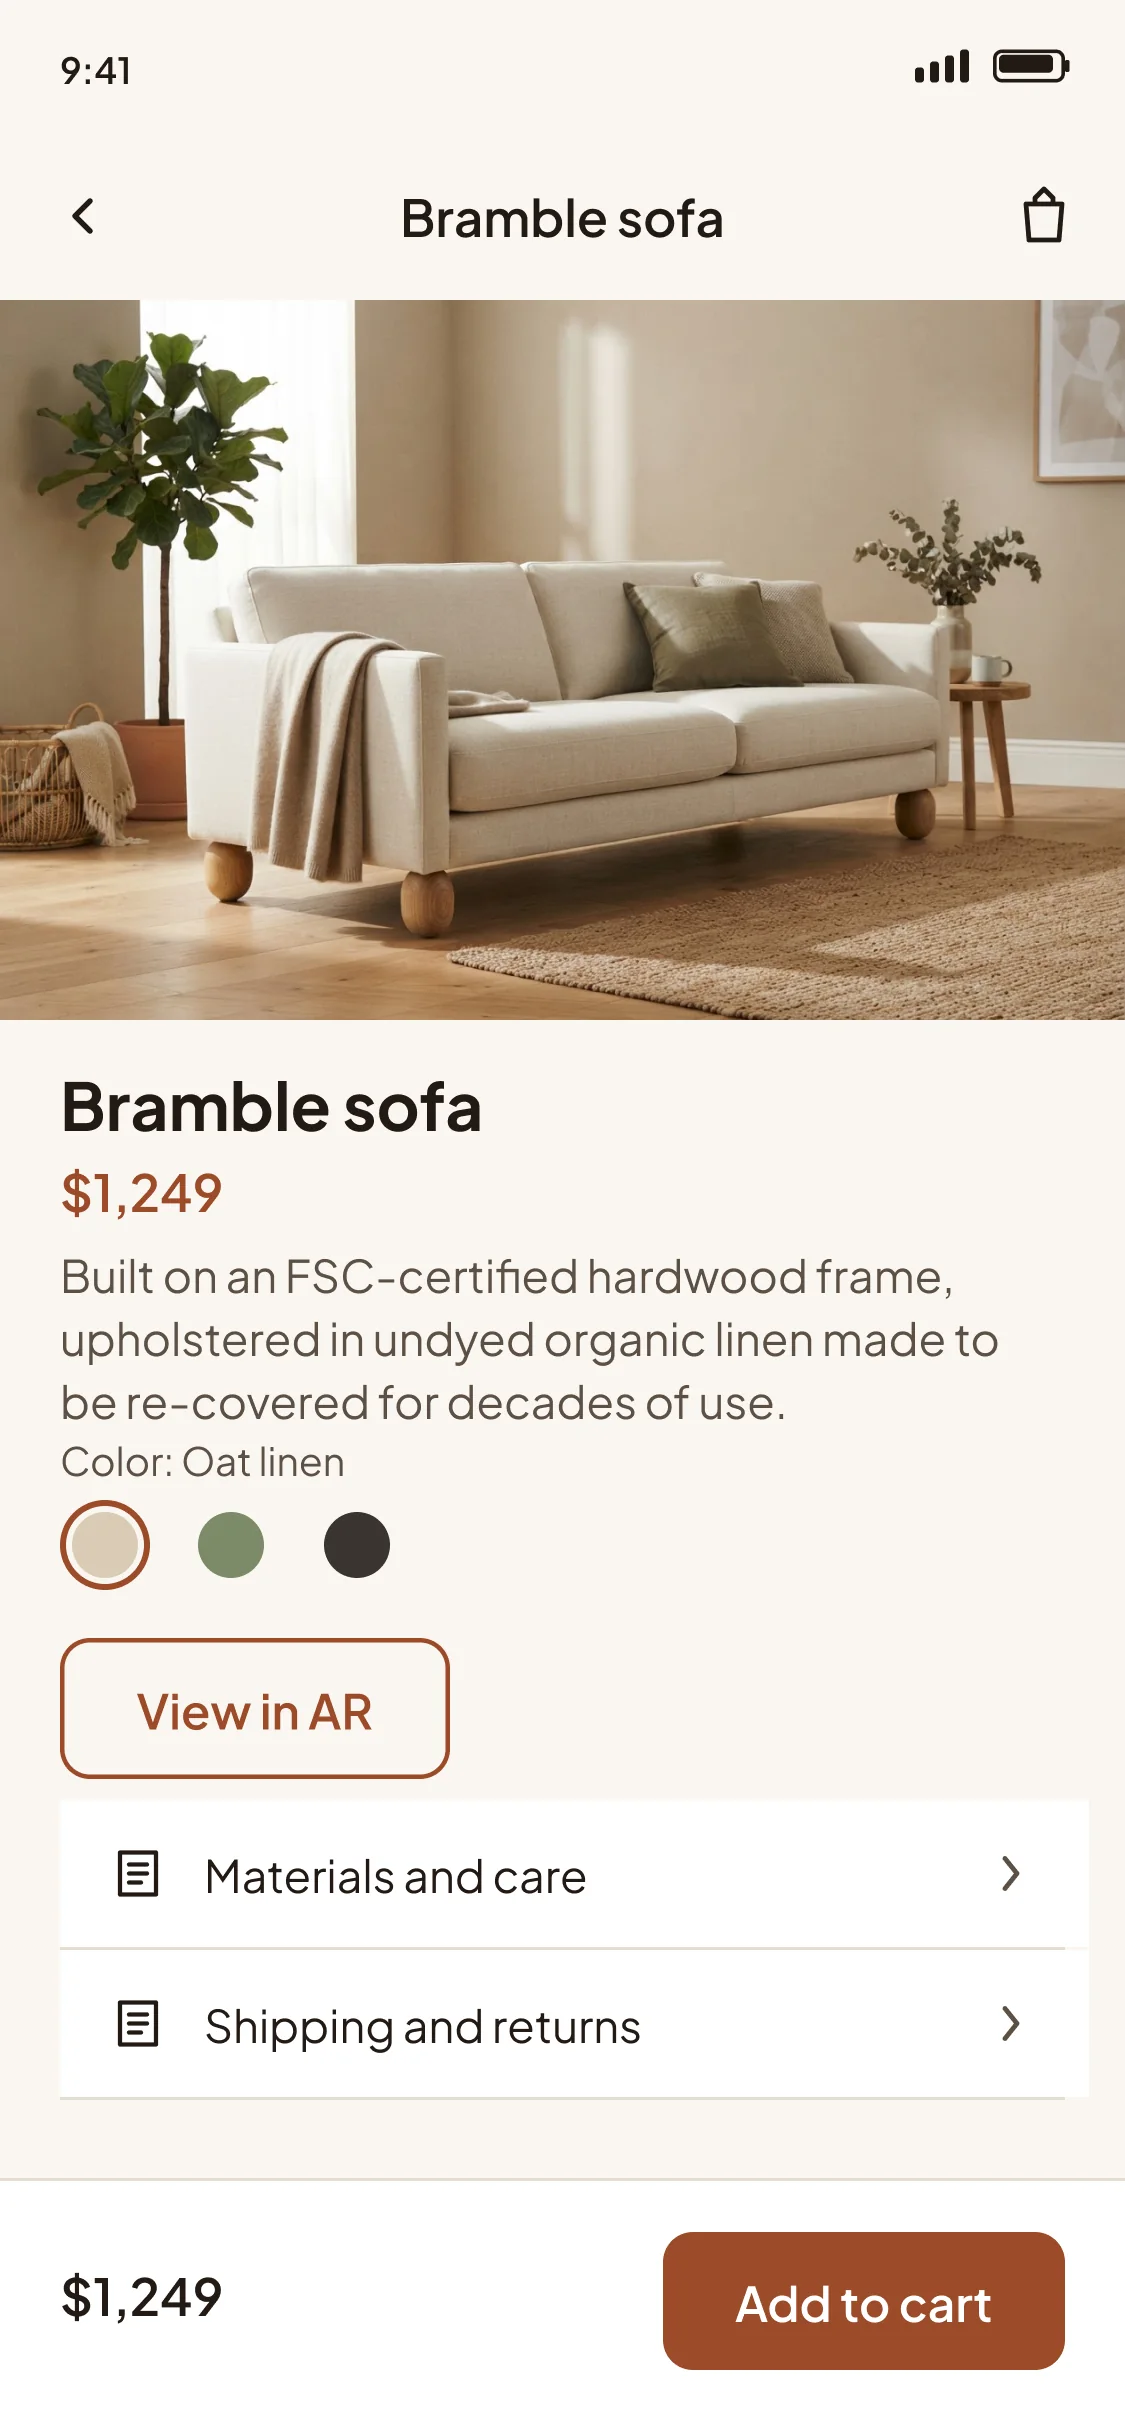 9:41
Bramble sofa
Bramble sofa
$1,249
Built on an FSC-certified hardwood frame,
upholstered in undyed organic linen made to
be re-covered for decades of use.
Color: Oat linen
View in AR
Materials and care
Shipping and returns
$1,249
Add to cart